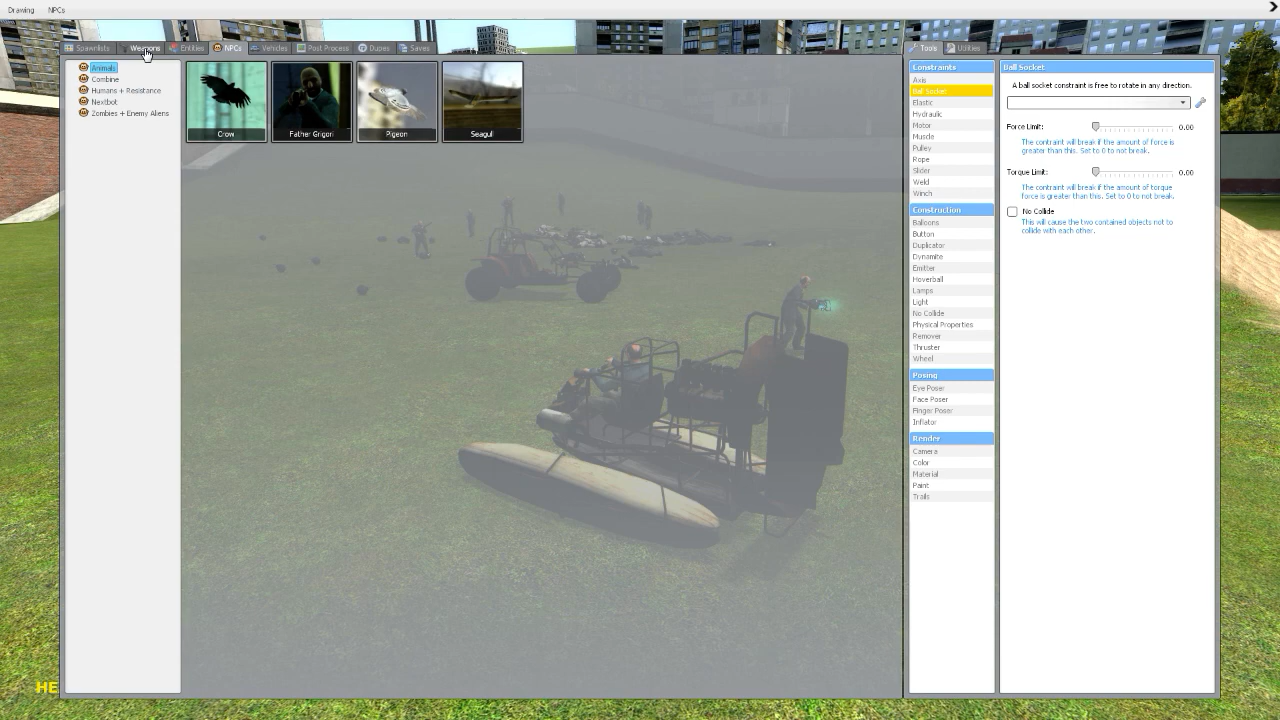 Drawing NPCs
Spawnlists Weapons Entities NPCs Vehicles Post Process Dupes Saves
Tools Utilities
Animals
Combine
Humans + Resistance
Nextbot
Zombies + Enemy Aliens
Crow
Father Grigori
Pigeon
Seagull
Constraints
Axis
Ball Socket
Elastic
Hydraulic
Motor
Muscle
Pulley
Rope
Slider
Weld
Winch
Construction
Balloons
Button
Duplicator
Dynamite
Emitter
Hoverball
Lamps
Light
No Collide
Physical Properties
Remover
Thruster
Wheel
Posing
Eye Poser
Face Poser
Finger Poser
Inflator
Render
Camera
Color
Material
Paint
Trails
Ball Socket
A ball socket constraint is free to rotate in any direction.
Force Limit: 0.00
The contraint will break if the amount of force is
greater than this. Set to 0 to not break.
Torque Limit: 0.00
The contraint will break if the amount of torque
force is greater than this. Set to 0 to not break.
No Collide
This will cause the two contained objects not to
collide with each other.
HE